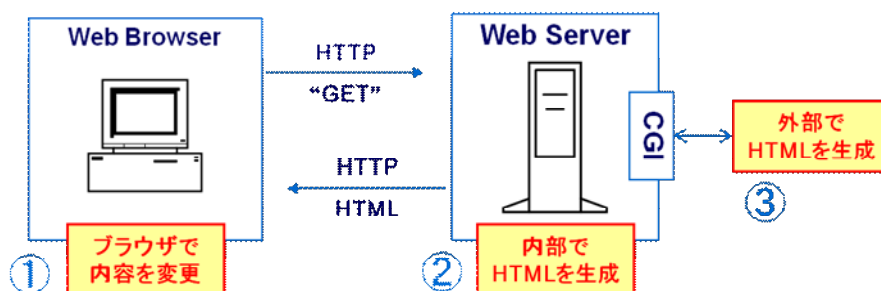 Web Browser
HTTP
"GET"
HTTP
HTML
ブラウザで
内容を変更
①
Web Server
CGI
内部で
HTMLを生成
②
外部で
HTMLを生成
③